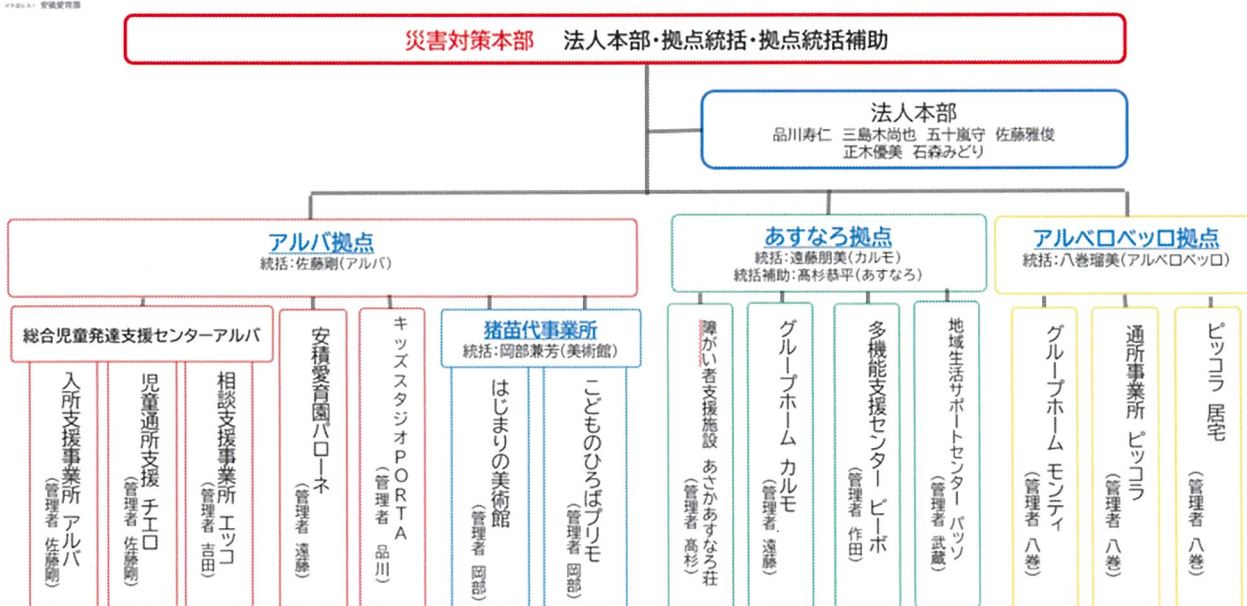 安積愛育園
災害対策本部 法人本部・拠点統括・拠点統括補助
法人本部
品川寿仁 三島木尚也 五十嵐守 佐藤雅俊
正木優美 石森みどり
アルバ拠点
統括:佐藤剛(アルバ)
総合児童発達支援センターアルバ
入所支援事業所 アルバ
(管理者 佐藤剛)
児童通所支援 チエロ
(管理者 佐藤剛)
相談支援事業所 エッコ
(管理者 吉田)
安積愛育園パローネ
(管理者 遠藤)
キッズスタジオPORTA
(管理者 品川)
猪苗代事業所
統括:岡部兼芳(美術館)
はじまりの美術館
(管理者 岡部)
こどものひろばプリモ
(管理者 岡部)
あすなろ拠点
統括:遠藤朋美(カルモ)
統括補助:髙杉恭平(あすなろ)
障がい者支援施設 あさかあすなろ荘
(管理者 髙杉)
グループホーム カルモ
(管理者. 遠藤)
多機能支援センター ビーボ
(管理者 作田)
地域生活サポートセンター パッソ
(管理者 武蔵)
アルベロベッロ拠点
統括:八巻瑠美(アルベロベッロ)
グループホーム モンティ
(管理者 八巻)
通所事業所 ピッコラ
(管理者 八巻)
ピッコラ 居宅
(管理者 八巻)